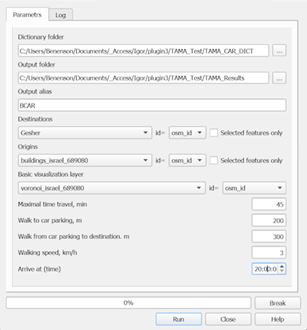 Parametrs Log
Dictionary folder
C:/Users/Benenson/Documents/_Access/Igor/plugin3/TAMA_Test/TAMA_CAR_DICT ...
Output folder
C:/Users/Benenson/Documents/_Access/Igor/plugin3/TAMA_Test/TAMA_Results ...
Output alias
BCAR
Destinations
Gesher id= osm_id Selected features only
Origins
buildings_israel_689080 id= osm_id Selected features only
Basic visualization layer
voronoi_israel_689080 id= osm_id
Maximal time travel, min 45
Walk to car parking, m 200
Walk from car parking to destination. m 300
Walking speed, km/h 3
Arrive at (time) 20:00:0
0% Break
Run Close Help